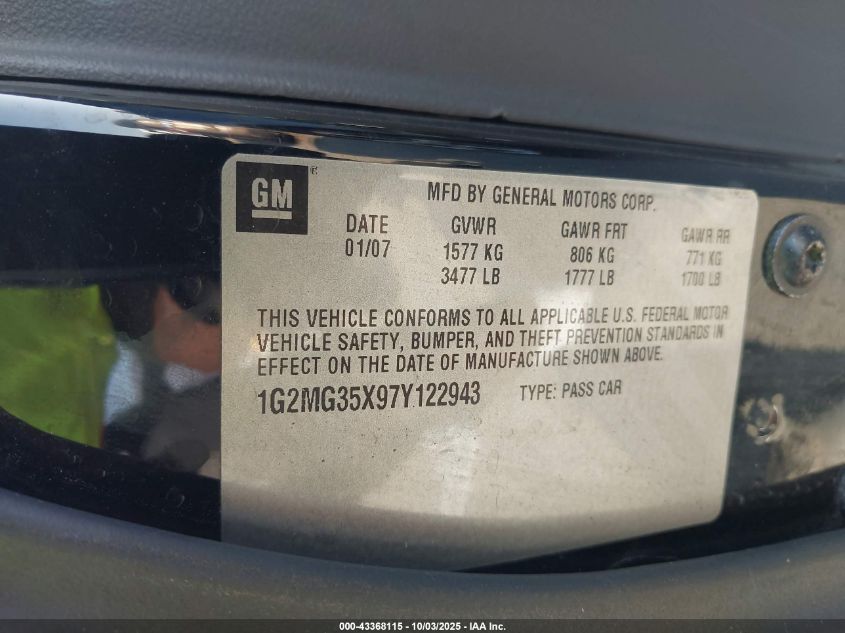 GM®
MFD BY GENERAL MOTORS CORP.
DATE GVWR GAWR FRT GAWR RR
01/07 1577 KG 806 KG 771 KG
3477 LB 1777 LB 1700 LB
THIS VEHICLE CONFORMS TO ALL APPLICABLE U.S. FEDERAL MOTOR
VEHICLE SAFETY, BUMPER, AND THEFT PREVENTION STANDARDS IN
EFFECT ON THE DATE OF MANUFACTURE SHOWN ABOVE.
1G2MG35X97Y122943 TYPE: PASS CAR
000-43368115 - 10/03/2025 - IAA Inc.